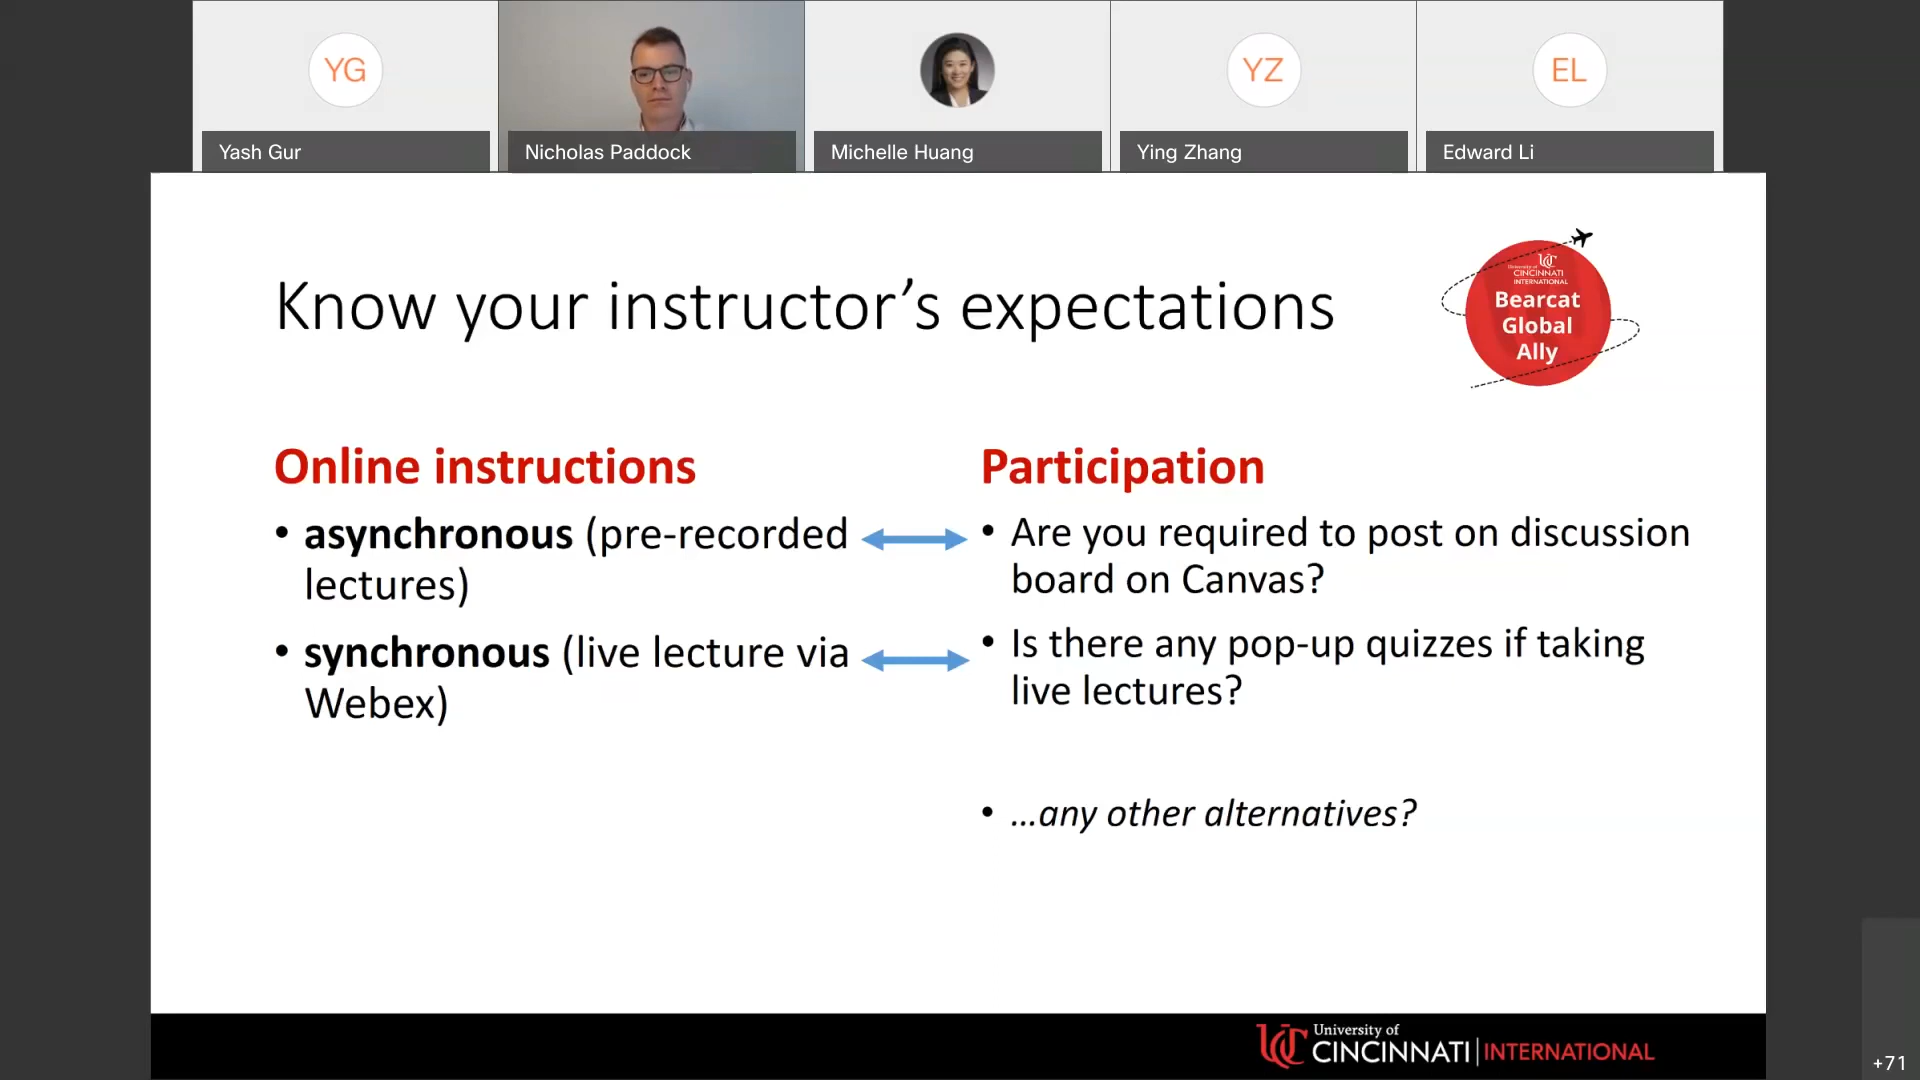 YG
YZ
EL
Yash Gur
Nicholas Paddock
Michelle Huang
Ying Zhang
Edward Li
Know your instructor’s expectations
University of
CINCINNATI
INTERNATIONAL
Bearcat
Global
Ally
Online instructions
• asynchronous (pre-recorded
lectures)
• synchronous (live lecture via
Webex)
Participation
• Are you required to post on discussion
board on Canvas?
• Is there any pop-up quizzes if taking
live lectures?
• …any other alternatives?
UC University of
CINCINNATI | INTERNATIONAL
+71